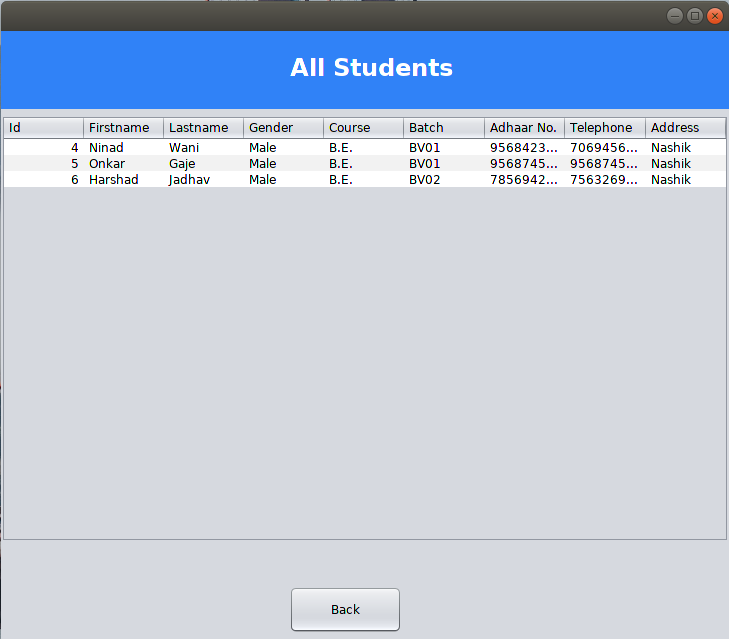 All Students
Id Firstname Lastname Gender Course Batch Adhaar No. Telephone Address
4 Ninad Wani Male B.E. BV01 9568423... 7069456... Nashik
5 Onkar Gaje Male B.E. BV01 9568745... 9568745... Nashik
6 Harshad Jadhav Male B.E. BV02 7856942... 7563269... Nashik
Back